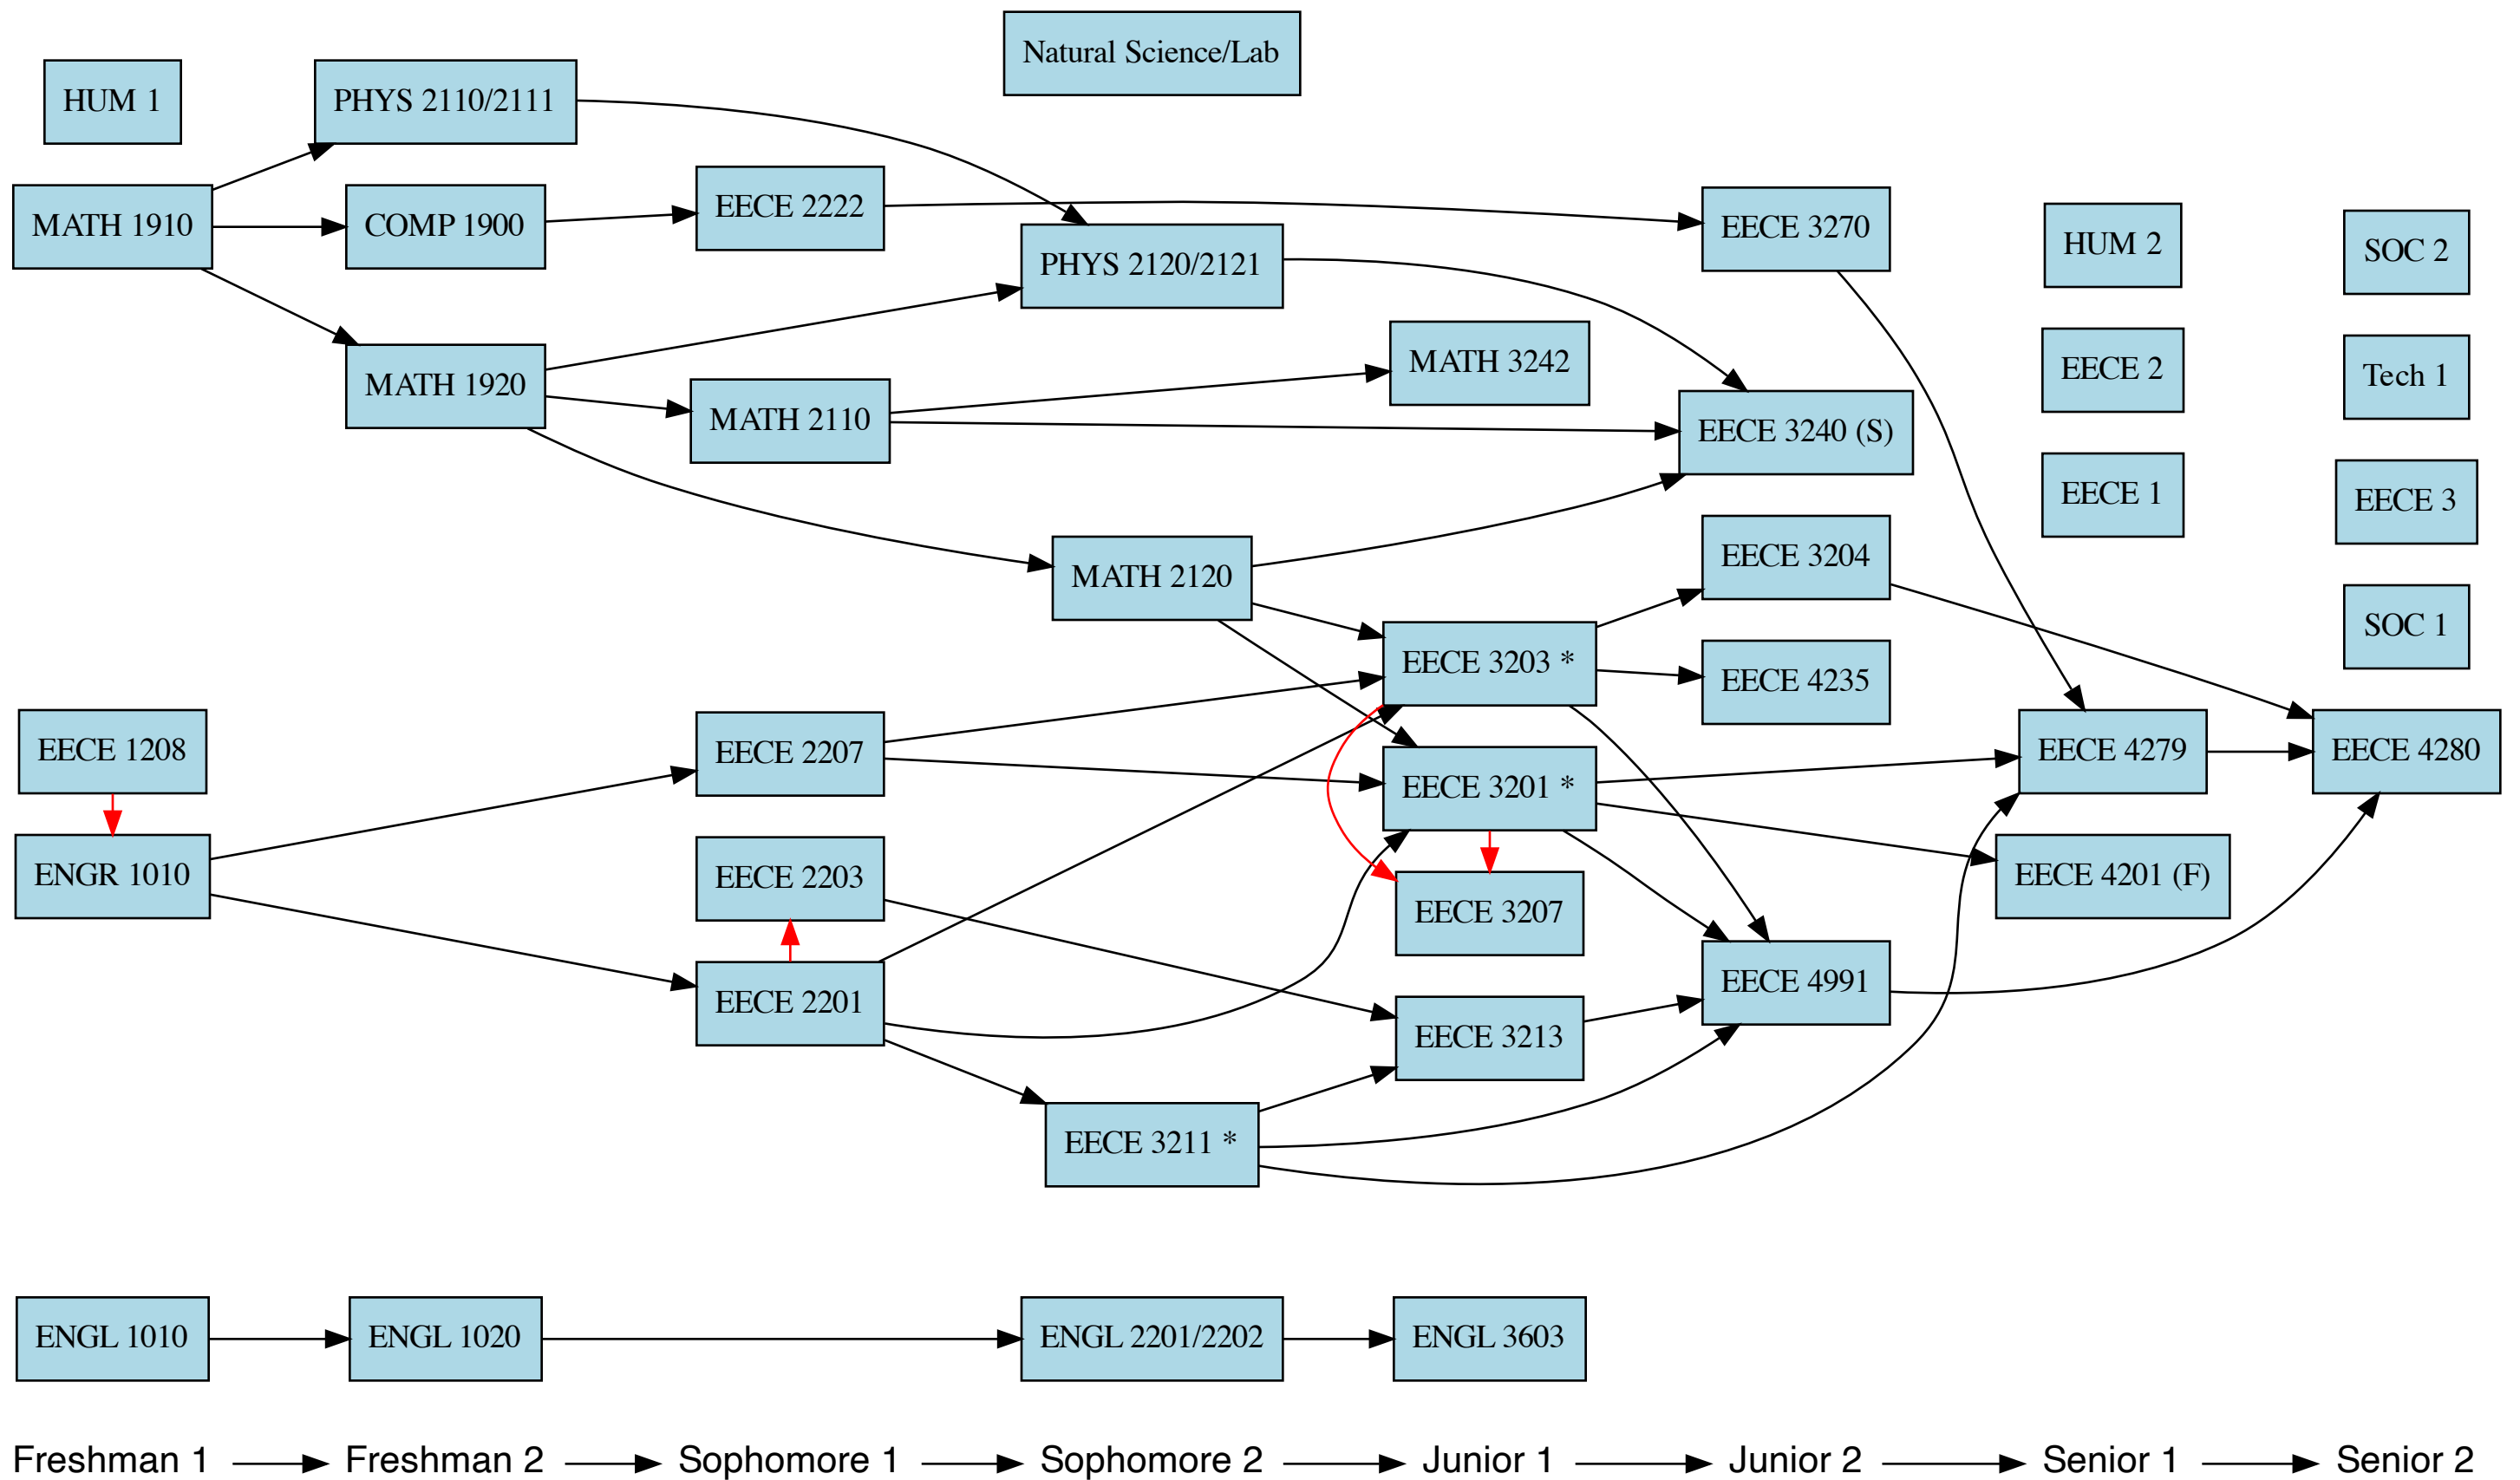 Natural Science/Lab
HUM 1
PHYS 2110/2111
MATH 1910
COMP 1900
EECE 2222
PHYS 2120/2121
EECE 3270
HUM 2
SOC 2
MATH 1920
MATH 2110
MATH 3242
EECE 3240 (S)
EECE 2
Tech 1
EECE 1
EECE 3
MATH 2120
EECE 3204
SOC 1
EECE 3203 *
EECE 4235
EECE 1208
EECE 2207
EECE 3201 *
EECE 4279
EECE 4280
ENGR 1010
EECE 2203
EECE 3207
EECE 4201 (F)
EECE 2201
EECE 3213
EECE 4991
EECE 3211 *
ENGL 1010
ENGL 1020
ENGL 2201/2202
ENGL 3603
Freshman 1
Freshman 2
Sophomore 1
Sophomore 2
Junior 1
Junior 2
Senior 1
Senior 2